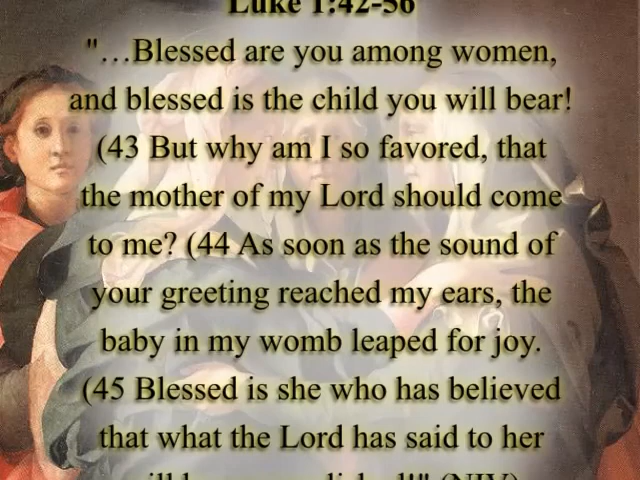 Luke 1:42-56
"…Blessed are you among women,
and blessed is the child you will bear!
(43 But why am I so favored, that
the mother of my Lord should come
to me? (44 As soon as the sound of
your greeting reached my ears, the
baby in my womb leaped for joy.
(45 Blessed is she who has believed
that what the Lord has said to her
(NIV)